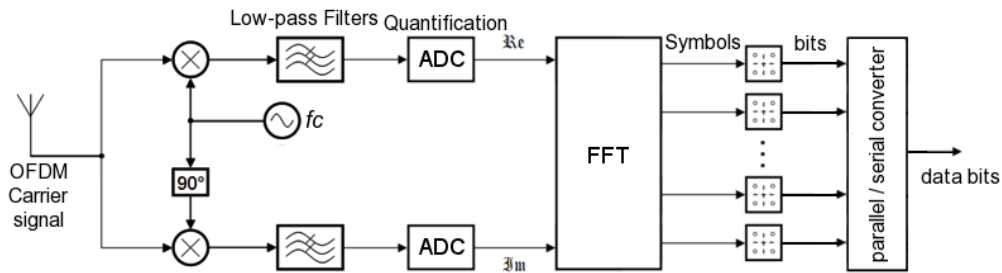 Low-pass Filters
Quantification
ADC
ℜe
Symbols
bits
fc
OFDM
Carrier
signal
90°
FFT
parallel / serial converter
data bits
ADC
ℑm